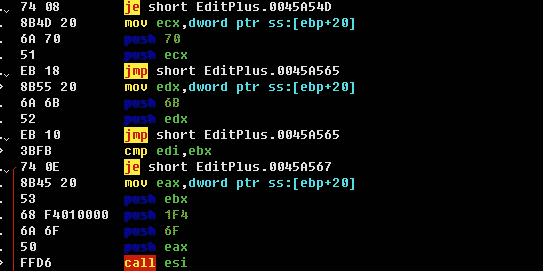 74 08 je short EditPlus.0045A54D
8B4D 20 mov ecx,dword ptr ss:[ebp+20]
6A 70 push 70
51 push ecx
EB 18 jmp short EditPlus.0045A565
8B55 20 mov edx,dword ptr ss:[ebp+20]
6A 6B push 6B
52 push edx
EB 10 jmp short EditPlus.0045A565
3BFB cmp edi,ebx
74 0E je short EditPlus.0045A567
8B45 20 mov eax,dword ptr ss:[ebp+20]
53 push ebx
68 F4010000 push 1F4
6A 6F push 6F
50 push eax
FFD6 call esi